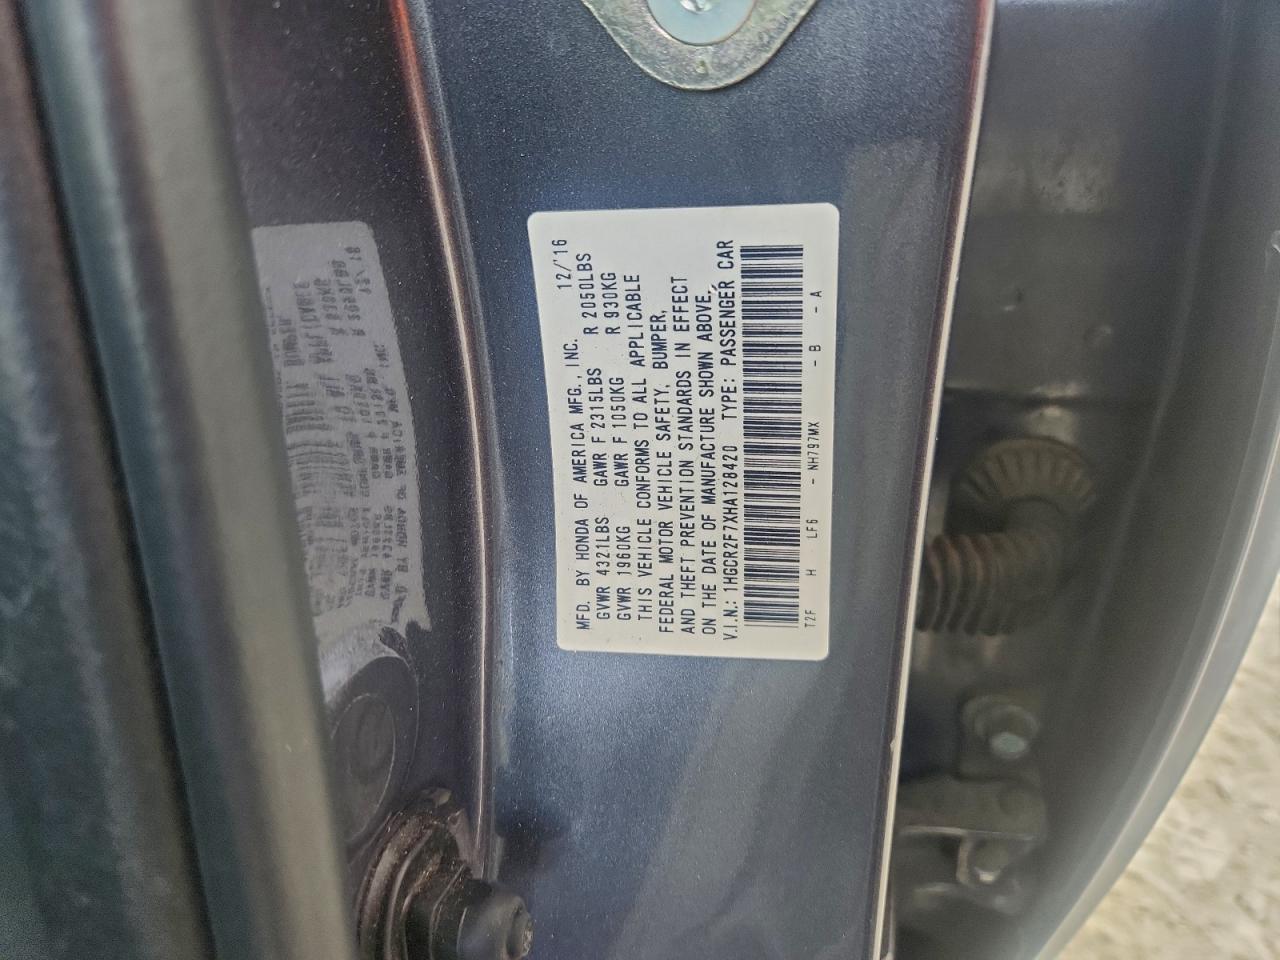 MFD. BY HONDA OF AMERICA MFG., INC. 12/'16
GVWR 4321LBS GAWR F 2315LBS R 2050LBS
GVWR 1960KG GAWR F 1050KG R 930KG
THIS VEHICLE CONFORMS TO ALL APPLICABLE
FEDERAL MOTOR VEHICLE SAFETY, BUMPER,
AND THEFT PREVENTION STANDARDS IN EFFECT
ON THE DATE OF MANUFACTURE SHOWN ABOVE.
V.I.N.: 1HGCR2F7XHA128420 TYPE: PASSENGER CAR
T2F H LF6 - NH797MX - B - A